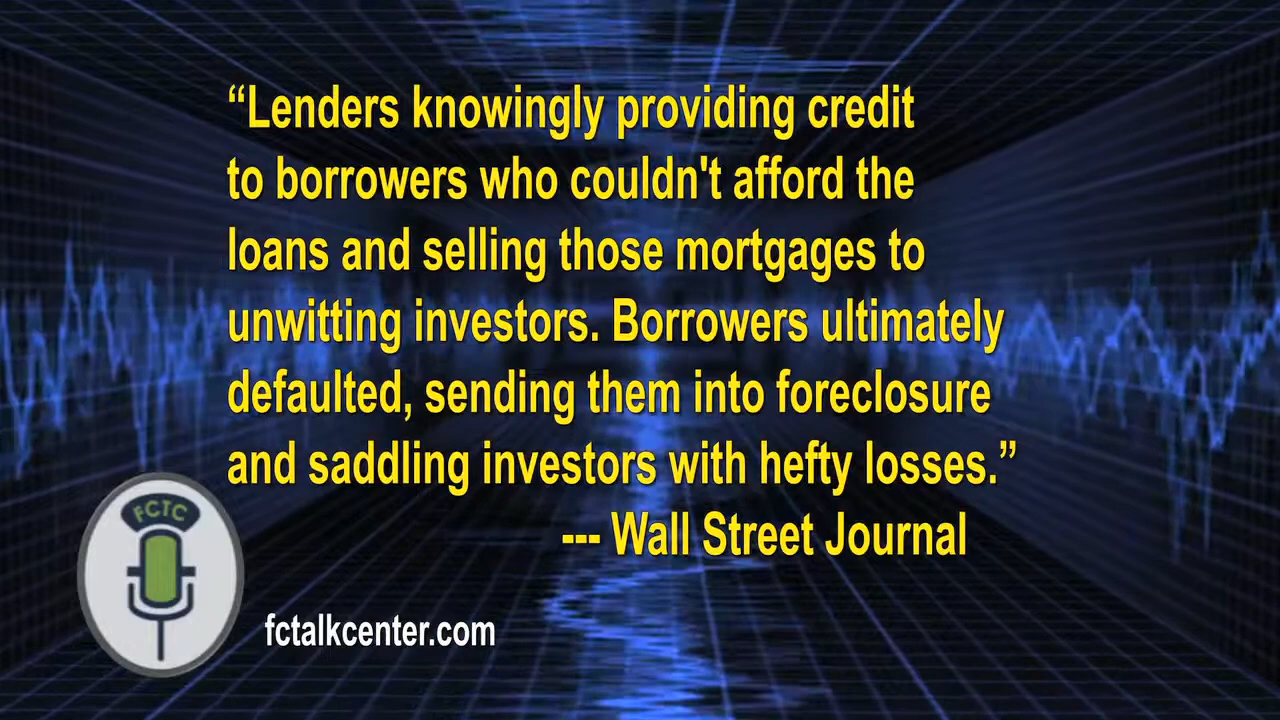 “Lenders knowingly providing credit
to borrowers who couldn't afford the
loans and selling those mortgages to
unwitting investors. Borrowers ultimately
defaulted, sending them into foreclosure
and saddling investors with hefty losses.”
--- Wall Street Journal
FCTC
fctalkcenter.com